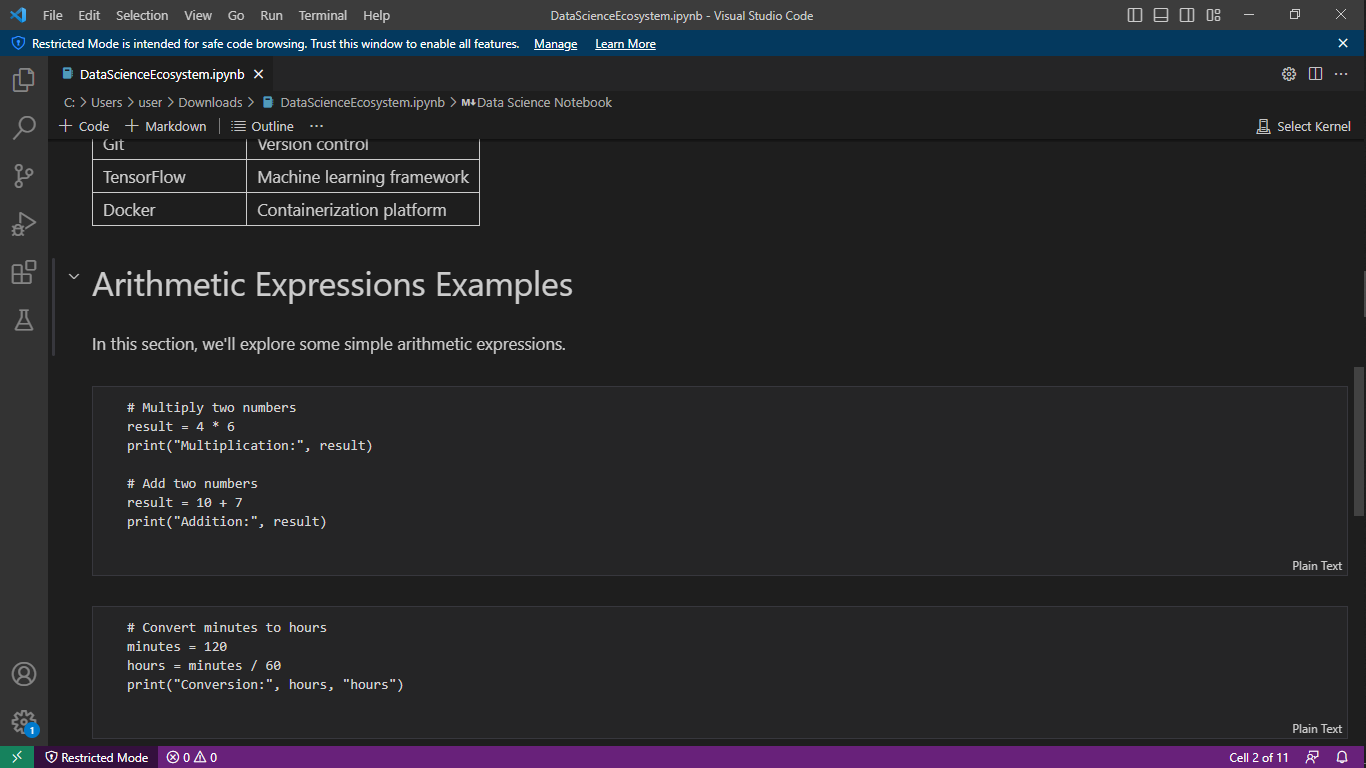 File Edit Selection View Go Run Terminal Help DataScienceEcosystem.ipynb - Visual Studio Code
Restricted Mode is intended for safe code browsing. Trust this window to enable all features. Manage Learn More
DataScienceEcosystem.ipynb
C: > Users > user > Downloads > DataScienceEcosystem.ipynb > M↓Data Science Notebook
+ Code + Markdown Outline ··· Select Kernel
Git Version control
TensorFlow Machine learning framework
Docker Containerization platform
Arithmetic Expressions Examples
In this section, we'll explore some simple arithmetic expressions.
# Multiply two numbers
result = 4 * 6
print("Multiplication:", result)
# Add two numbers
result = 10 + 7
print("Addition:", result)
Plain Text
# Convert minutes to hours
minutes = 120
hours = minutes / 60
print("Conversion:", hours, "hours")
Plain Text
1
Restricted Mode 0 0 Cell 2 of 11